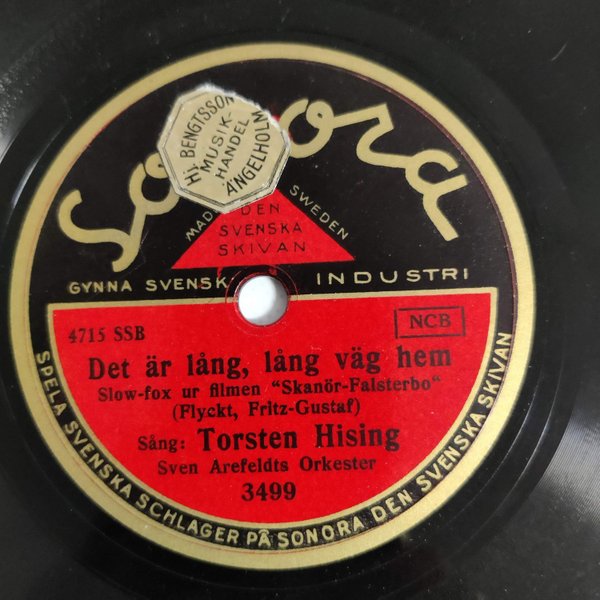 Sonora
Hj. BENGTSSON
MUSIK-
HANDEL
ÄNGELHOLM
MADE SWEDEN
DEN
SVENSKA
SKIVAN
GYNNA SVENSK INDUSTRI
4715 SSB
NCB
Det är lång, lång väg hem
Slow-fox ur filmen "Skanör-Falsterbo"
(Flyckt, Fritz-Gustaf)
Sång: Torsten Hising
Sven Arefeldts Orkester
3499
SPELA SVENSKA SCHLAGER PÅ SONORA DEN SVENSKA SKIVAN